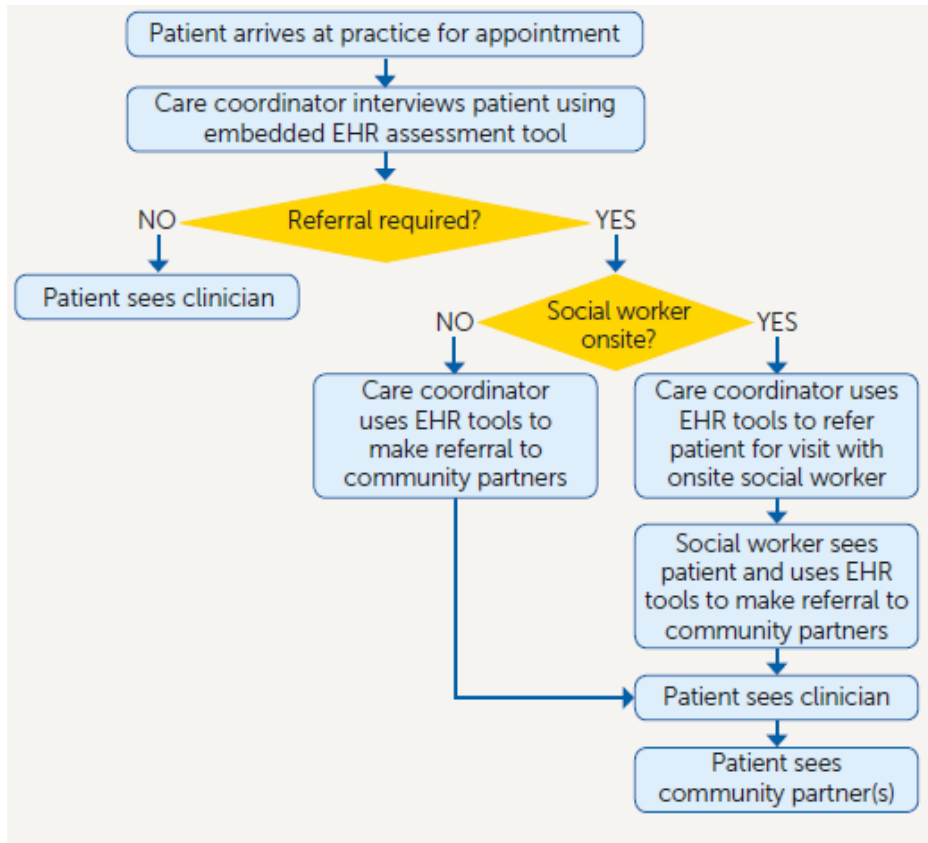 Patient arrives at practice for appointment
Care coordinator interviews patient using
embedded EHR assessment tool
NO
Referral required?
YES
Patient sees clinician
NO
Social worker
onsite?
YES
Care coordinator
uses EHR tools to
make referral to
community partners
Care coordinator uses
EHR tools to refer
patient for visit with
onsite social worker
Social worker sees
patient and uses EHR
tools to make referral to
community partners
Patient sees clinician
Patient sees
community partner(s)